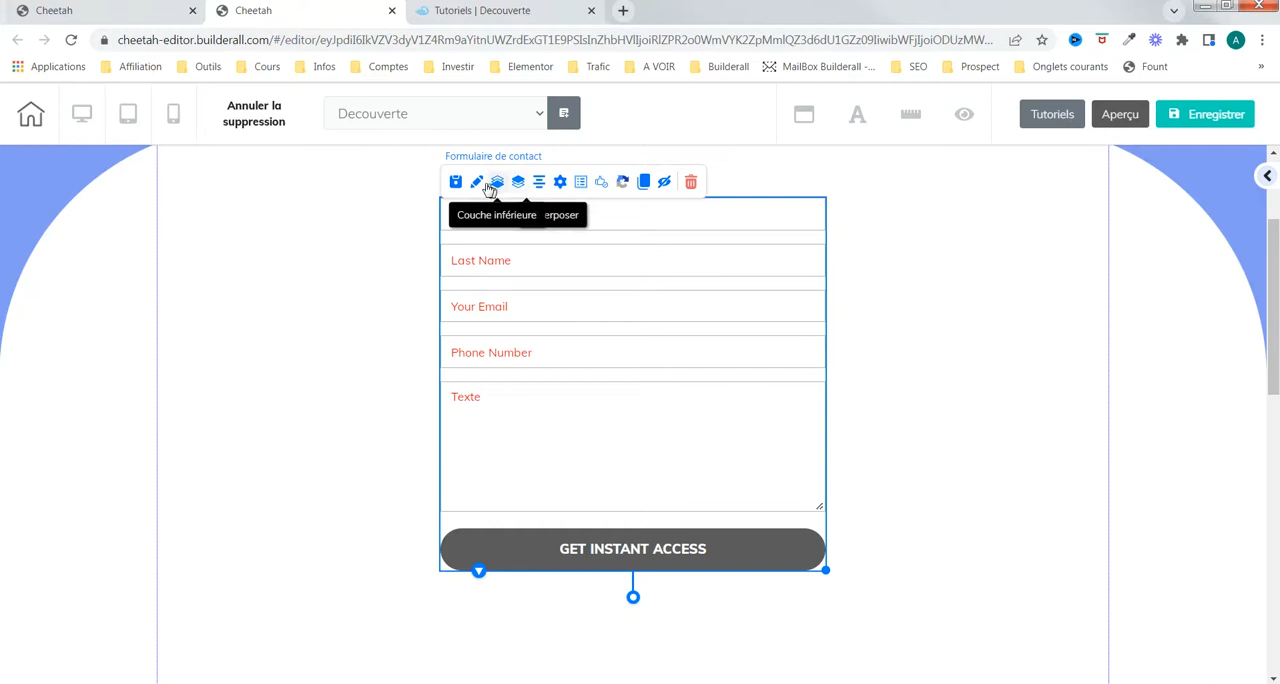 Cheetah
Cheetah
Tutoriels | Decouverte
cheetah-editor.builderall.com/#/editor/eyJpdiI6IkVZV3dyV1Z4Rm9aYitnUWZrdExGT1E9PSIsInZhbHVlIjoiRlZPR2o0WmVYK2ZpMmlQZ3d6dU1GZz09IiwibWFjIjoiODUzMW...
Applications
Affiliation
Outils
Cours
Infos
Comptes
Investir
Elementor
Trafic
A VOIR
Builderall
MailBox Builderall -...
SEO
Prospect
Onglets courants
Fount
»
Annuler la
suppression
Decouverte
Tutoriels
Aperçu
Enregistrer
Formulaire de contact
Couche inférieure
erposer
Last Name
Your Email
Phone Number
Texte
GET INSTANT ACCESS